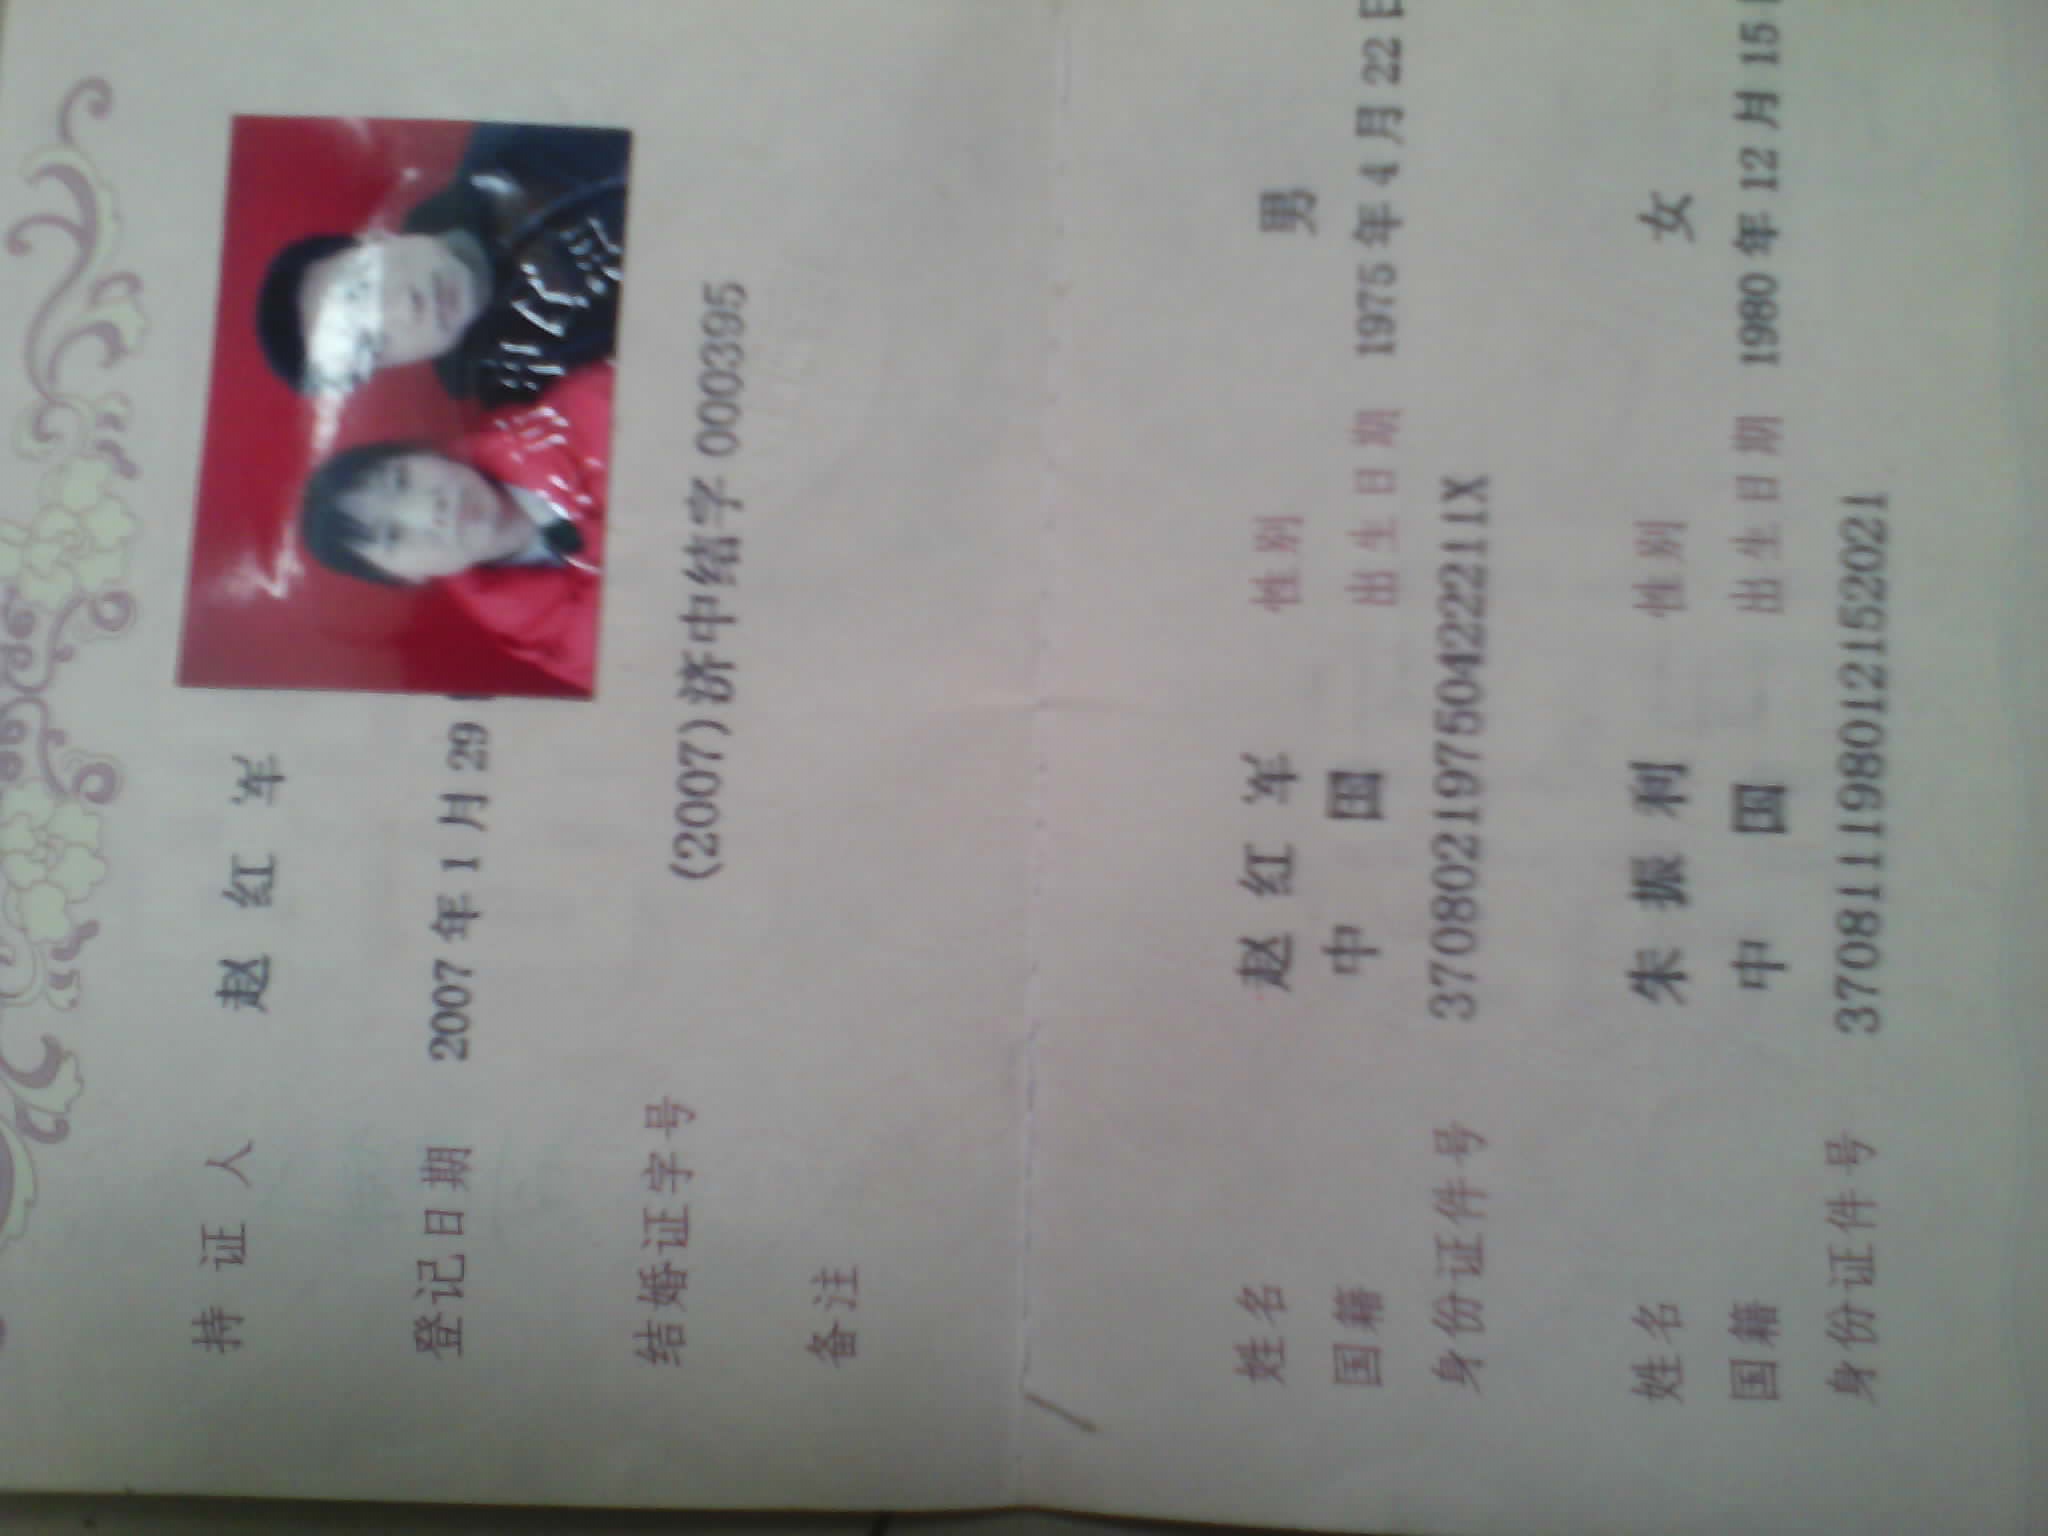 持证人 赵红军
登记日期 2007年1月29
结婚证字号 (2007)济中结字000395
备注
姓名 赵红军 性别 男
国籍 中国 出生日期 1975年4月22日
身份证件号 37080219750422211X
姓名 朱振利 性别 女
国籍 中国 出生日期 1980年12月15日
身份证件号 370811198012152021